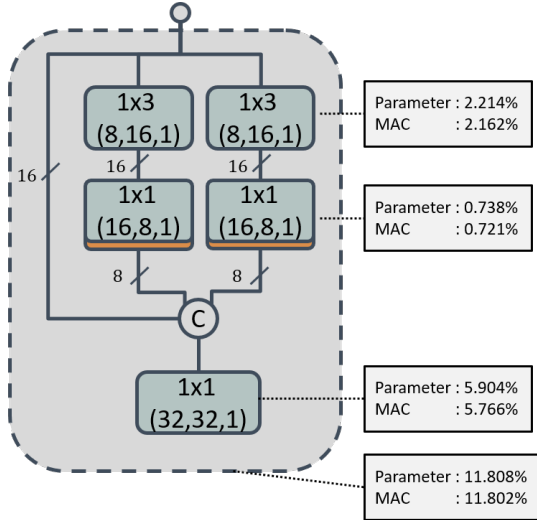 1x3
(8,16,1)
1x3
(8,16,1)
Parameter : 2.214%
MAC : 2.162%
16
16
16
1x1
(16,8,1)
1x1
(16,8,1)
Parameter : 0.738%
MAC : 0.721%
8
8
C
1x1
(32,32,1)
Parameter : 5.904%
MAC : 5.766%
Parameter : 11.808%
MAC : 11.802%